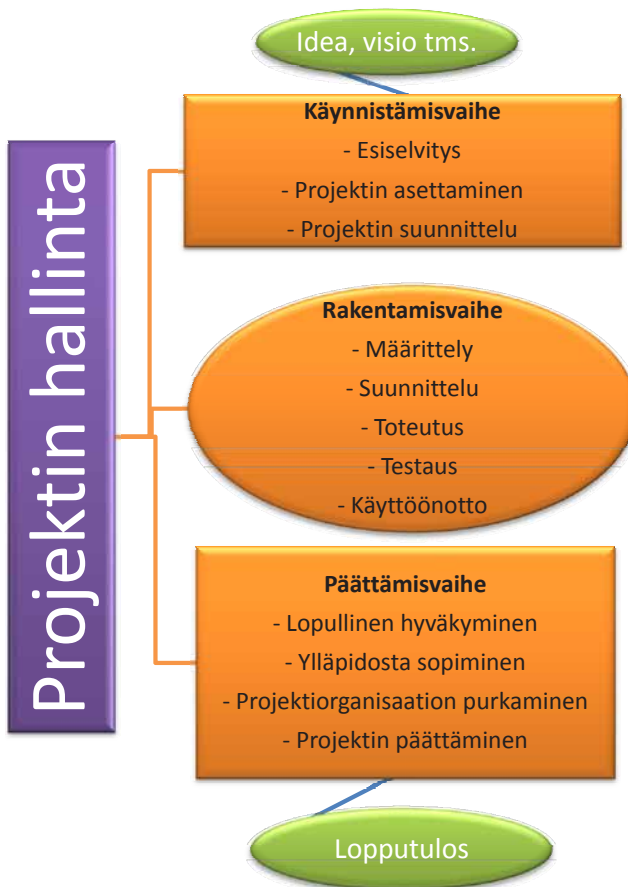 Idea, visio tms.
Projektin hallinta
Käynnistämisvaihe
- Esiselvitys
- Projektin asettaminen
- Projektin suunnittelu
Rakentamisvaihe
- Määrittely
- Suunnittelu
- Toteutus
- Testaus
- Käyttöönotto
Päättämisvaihe
- Lopullinen hyväkyminen
- Ylläpidosta sopiminen
- Projektiorganisaation purkaminen
- Projektin päättäminen
Lopputulos